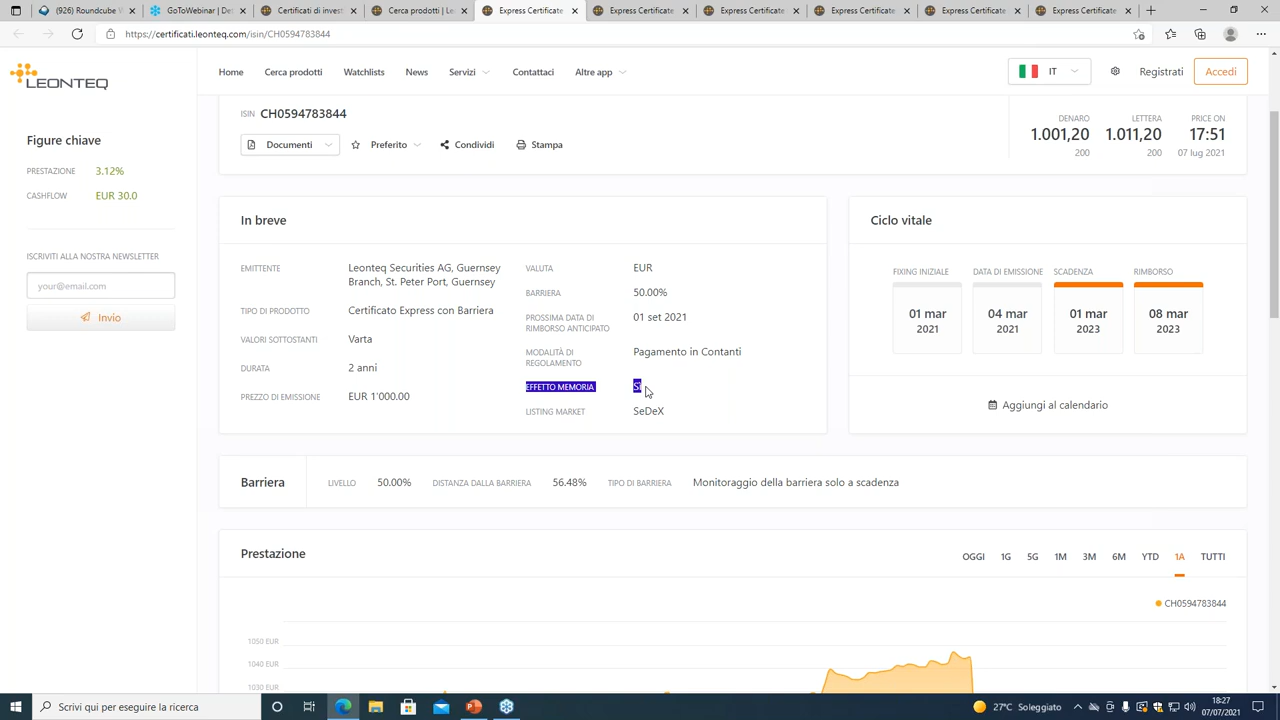 (926) Roundcube W
GoToWebinar | Det
Certificati di invest
Cerca prodotti | Leo
Express Certificate
Express Certificate
Express Certificate
Express Certificate
Express Certificate
Express Certificate
https://certificati.leonteq.com/isin/CH0594783844
LEONTEQ
Home
Cerca prodotti
Watchlists
News
Servizi
Contattaci
Altre app
IT
Registrati
Accedi
Figure chiave
PRESTAZIONE 3.12%
CASHFLOW EUR 30.0
ISCRIVITI ALLA NOSTRA NEWSLETTER
your@email.com
Invio
ISIN CH0594783844
Documenti
Preferito
Condividi
Stampa
DENARO LETTERA PRICE ON
1.001,20 1.011,20 17:51
200 200 07 lug 2021
In breve
EMITTENTE Leonteq Securities AG, Guernsey
Branch, St. Peter Port, Guernsey
TIPO DI PRODOTTO Certificato Express con Barriera
VALORI SOTTOSTANTI Varta
DURATA 2 anni
PREZZO DI EMISSIONE EUR 1'000.00
VALUTA EUR
BARRIERA 50.00%
PROSSIMA DATA DI 01 set 2021
RIMBORSO ANTICIPATO
MODALITÀ DI Pagamento in Contanti
REGOLAMENTO
EFFETTO MEMORIA Sì
LISTING MARKET SeDeX
Ciclo vitale
FIXING INIZIALE DATA DI EMISSIONE SCADENZA RIMBORSO
01 mar 04 mar 01 mar 08 mar
2021 2021 2023 2023
Aggiungi al calendario
Barriera LIVELLO 50.00% DISTANZA DALLA BARRIERA 56.48% TIPO DI BARRIERA Monitoraggio della barriera solo a scadenza
Prestazione
OGGI 1G 5G 1M 3M 6M YTD 1A TUTTI
CH0594783844
1050 EUR
1040 EUR
1030 EUR
Scrivi qui per eseguire la ricerca
27°C Soleggiato
18:27
07/07/2021